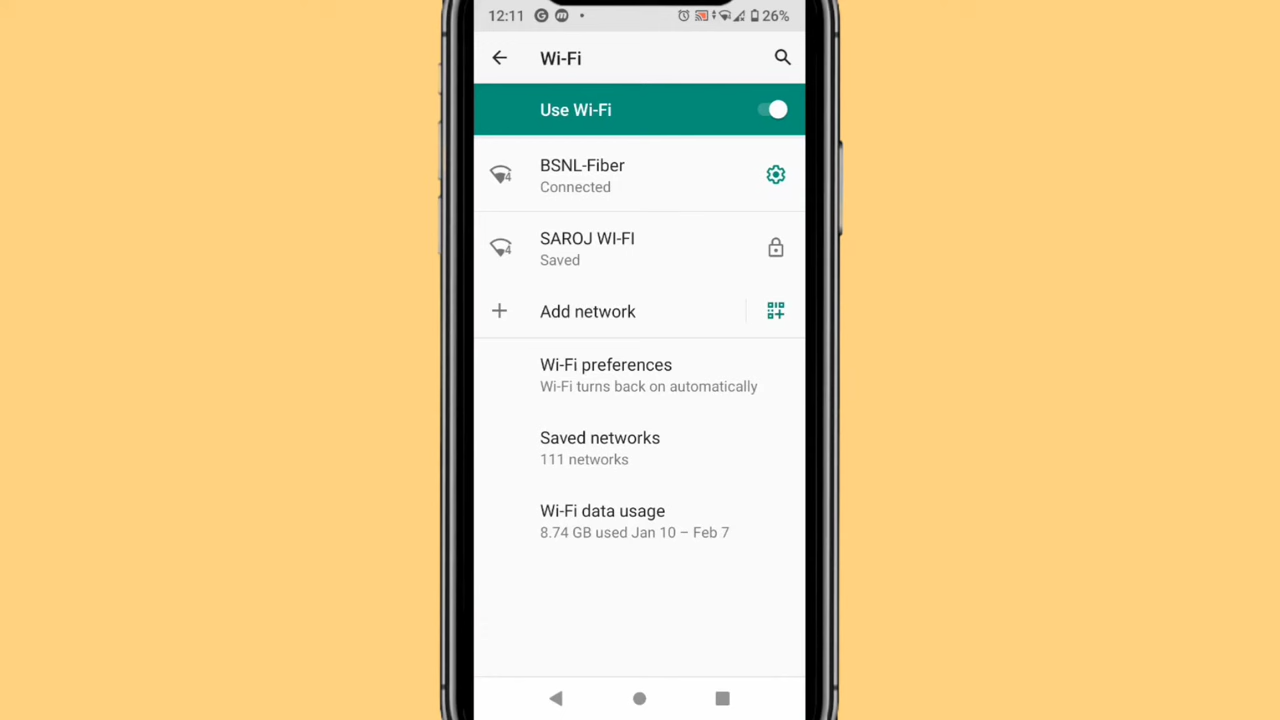 12:11 26%
Wi-Fi
Use Wi-Fi
BSNL-Fiber
Connected
SAROJ WI-FI
Saved
Add network
Wi-Fi preferences
Wi-Fi turns back on automatically
Saved networks
111 networks
Wi-Fi data usage
8.74 GB used Jan 10 – Feb 7